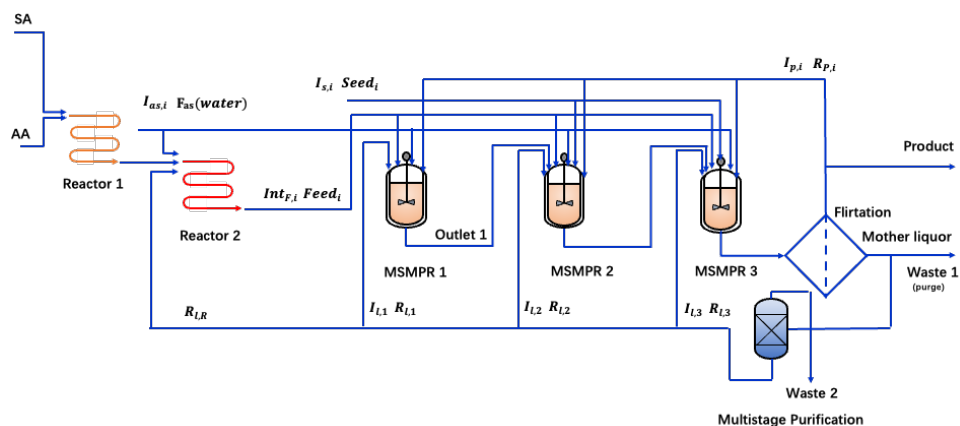 SA
AA
Reactor 1
I_{as,i} F_{as}(water)
Reactor 2
Int_{F,i} Feed_i
I_{s,i} Seed_i
I_{p,i} R_{P,i}
MSMPR 1
Outlet 1
MSMPR 2
MSMPR 3
Product
Flirtation
Mother liquor
Waste 1
(purge)
R_{l,R}
I_{l,1} R_{l,1}
I_{l,2} R_{l,2}
I_{l,3} R_{l,3}
Waste 2
Multistage Purification